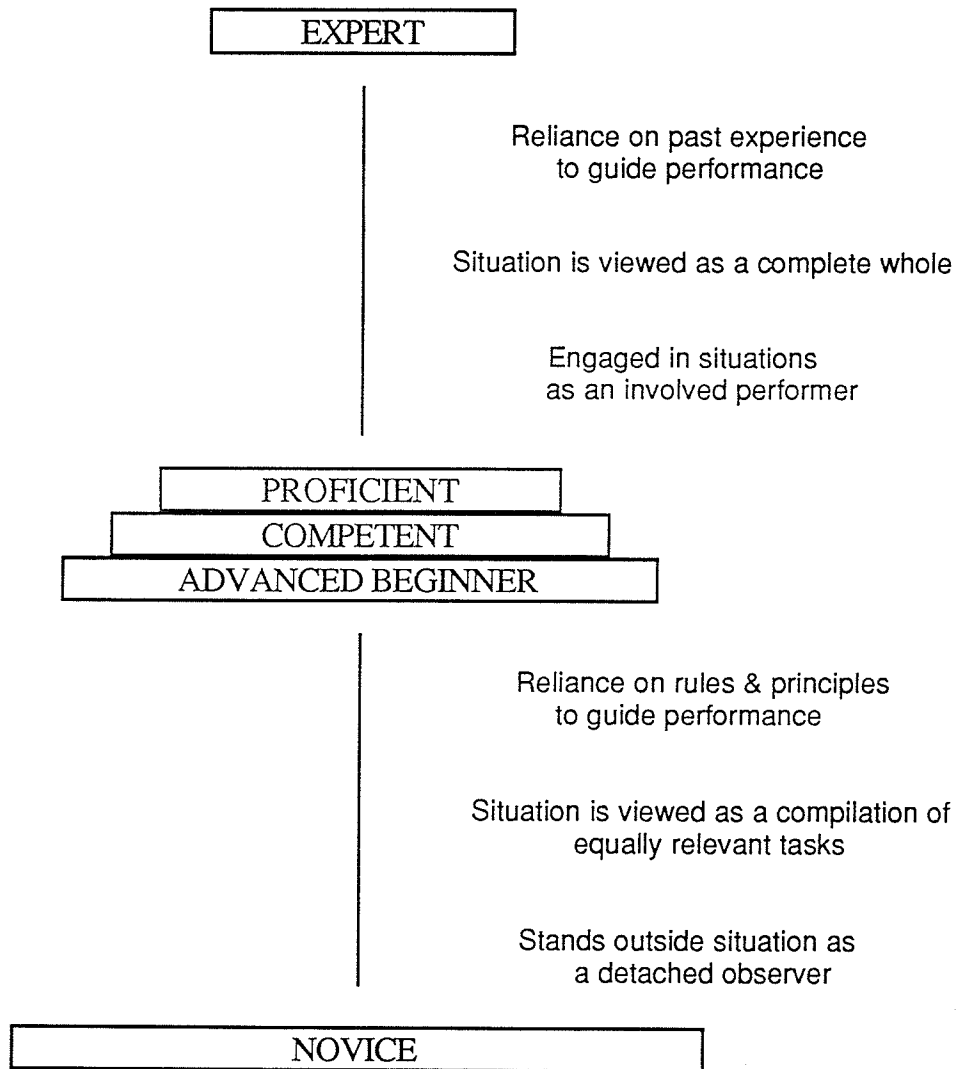 EXPERT
Reliance on past experience
to guide performance
Situation is viewed as a complete whole
Engaged in situations
as an involved performer
PROFICIENT
COMPETENT
ADVANCED BEGINNER
Reliance on rules & principles
to guide performance
Situation is viewed as a compilation of
equally relevant tasks
Stands outside situation as
a detached observer
NOVICE